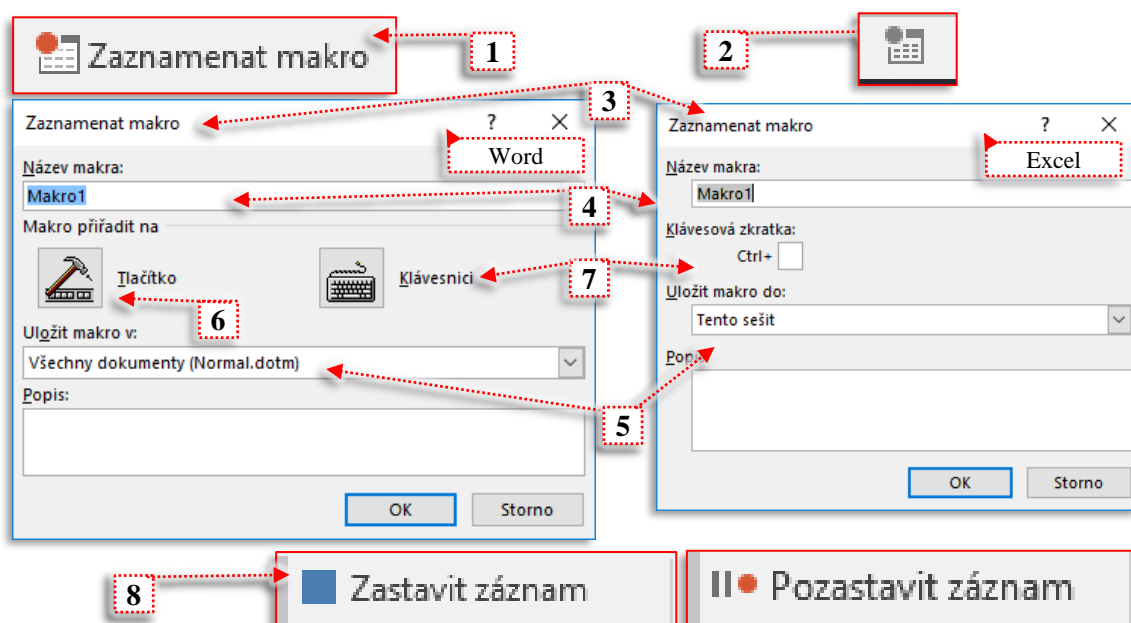 Zaznamenat makro
1
2
3
Zaznamenat makro ? ×
Word
Název makra:
Makro1
4
Makro přiřadit na
Tlačítko
Klávesnici
7
6
Uložit makro v:
Všechny dokumenty (Normal.dotm)
Popis:
5
OK Storno
Zaznamenat makro ? ×
Excel
Název makra:
Makro1
Klávesová zkratka:
Ctrl+
Uložit makro do:
Tento sešit
OK Storno
8
Zastavit záznam
Pozastavit záznam